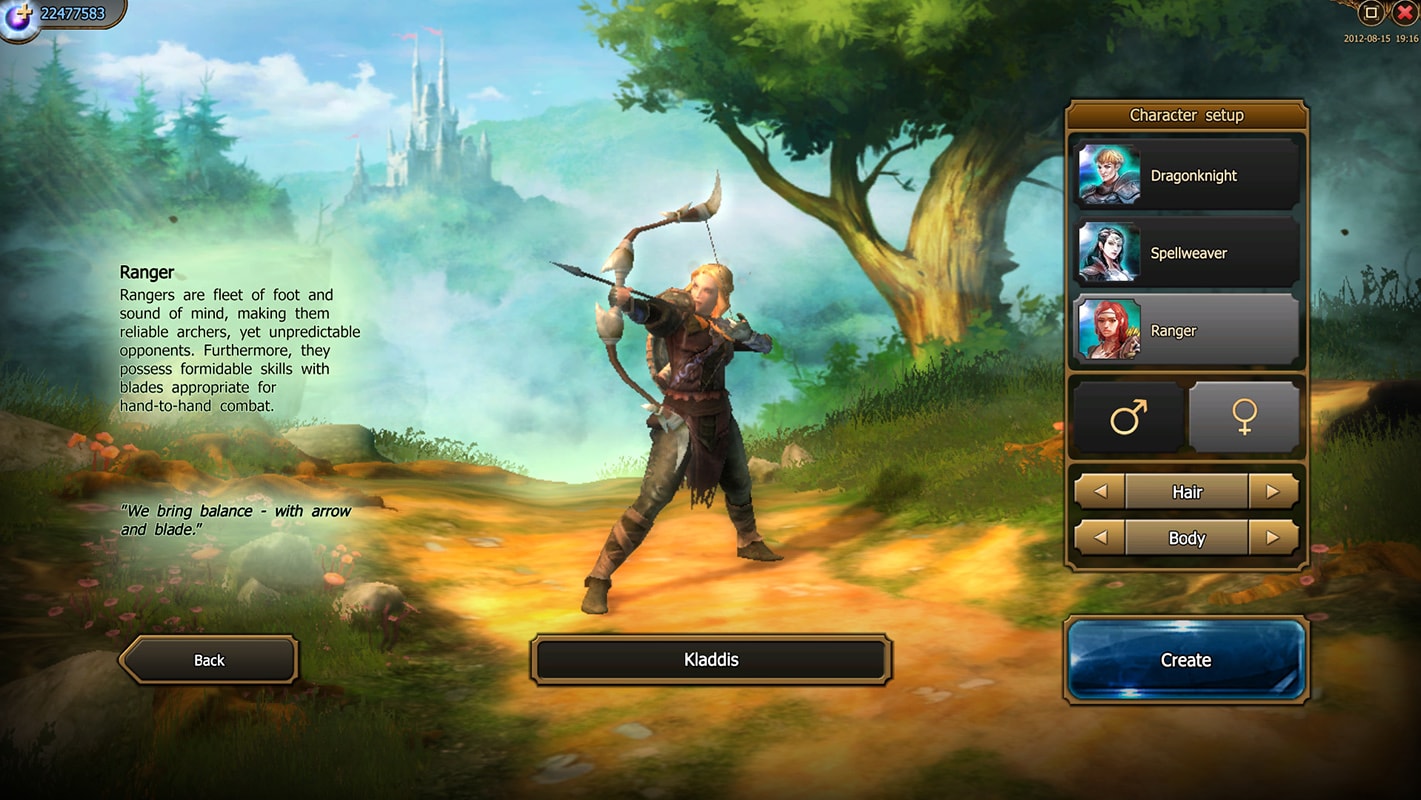 22477583
2012-08-15 19:16
Character setup
Dragonknight
Spellweaver
Ranger
Hair
Body
Ranger
Rangers are fleet of foot and
sound of mind, making them
reliable archers, yet unpredictable
opponents. Furthermore, they
possess formidable skills with
blades appropriate for
hand-to-hand combat.
"We bring balance - with arrow
and blade."
Back
Kladdis
Create